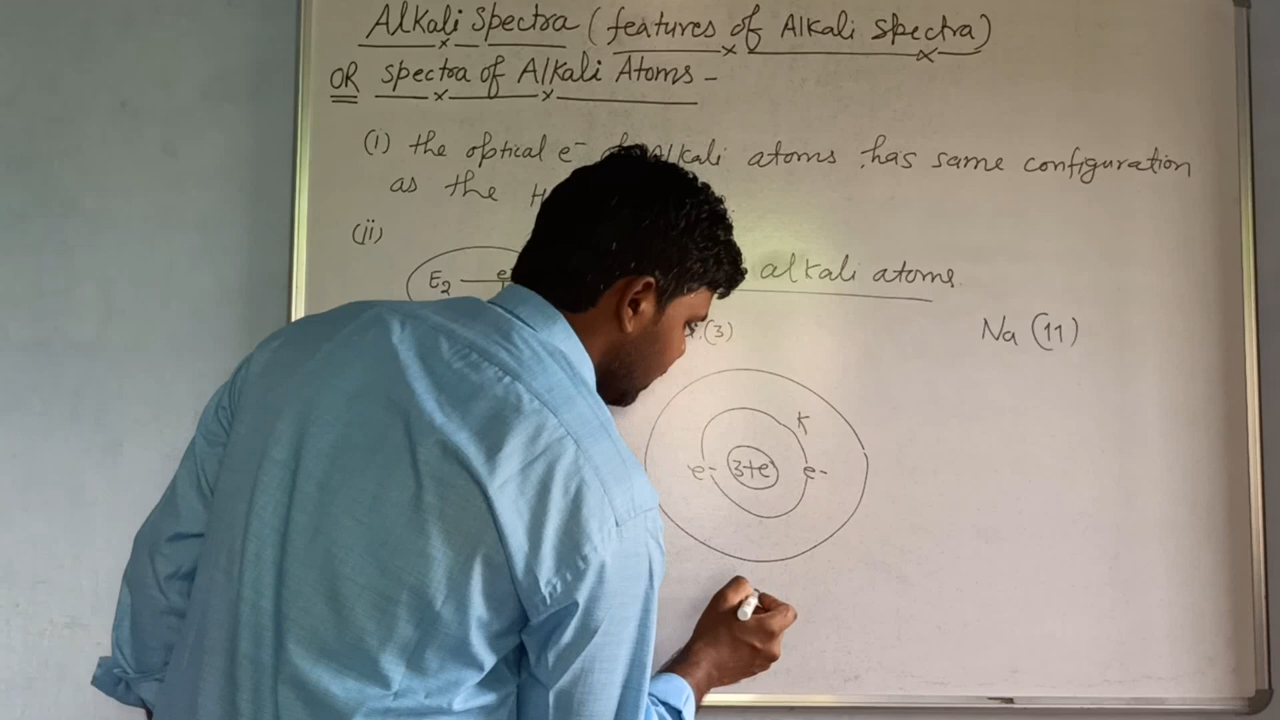 Alkali Spectra (features of Alkali spectra)
OR spectra of Alkali Atoms -
(i) the optical e⁻ Alkali atoms has same configuration
as the H
(ii)
E₂ e alkali atoms.
(3) Na (11)
K
e⁻ 3+e e⁻